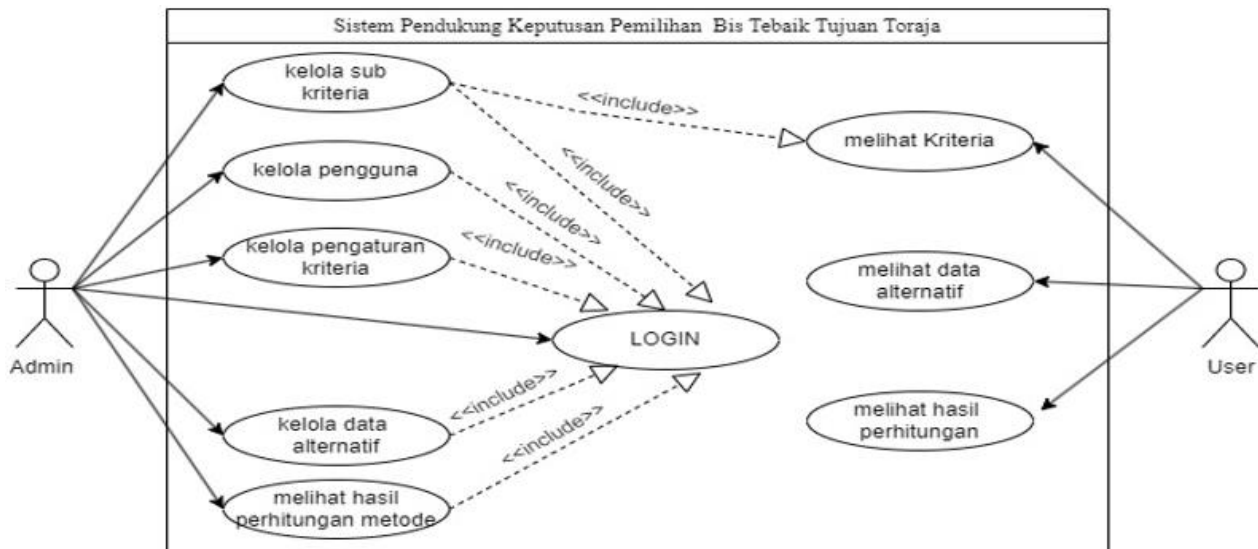 Sistem Pendukung Keputusan Pemilihan Bis Tebaik Tujuan Toraja
kelola sub
kriteria
<<include>>
melihat Kriteria
<<include>>
kelola pengguna
<<include>>
kelola pengaturan
kriteria
<<include>>
melihat data
alternatif
LOGIN
Admin
User
<<include>>
kelola data
alternatif
<<include>>
melihat hasil
perhitungan
melihat hasil
perhitungan metode